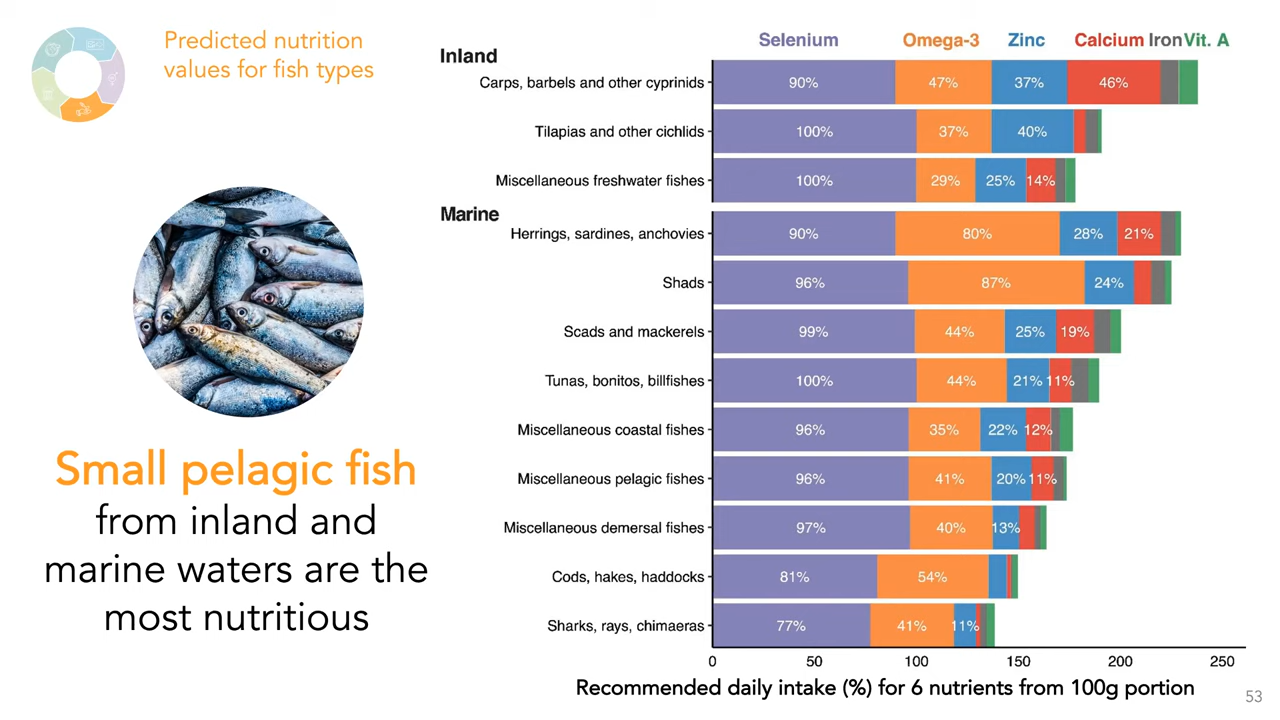 Predicted nutrition
values for fish types
Small pelagic fish
from inland and
marine waters are the
most nutritious
Selenium Omega-3 Zinc Calcium Iron Vit. A
Inland
Carps, barbels and other cyprinids 90% 47% 37% 46%
Tilapias and other cichlids 100% 37% 40%
Miscellaneous freshwater fishes 100% 29% 25% 14%
Marine
Herrings, sardines, anchovies 90% 80% 28% 21%
Shads 96% 87% 24%
Scads and mackerels 99% 44% 25% 19%
Tunas, bonitos, billfishes 100% 44% 21% 11%
Miscellaneous coastal fishes 96% 35% 22% 12%
Miscellaneous pelagic fishes 96% 41% 20% 11%
Miscellaneous demersal fishes 97% 40% 13%
Cods, hakes, haddocks 81% 54%
Sharks, rays, chimaeras 77% 41% 11%
0 50 100 150 200 250
Recommended daily intake (%) for 6 nutrients from 100g portion
53